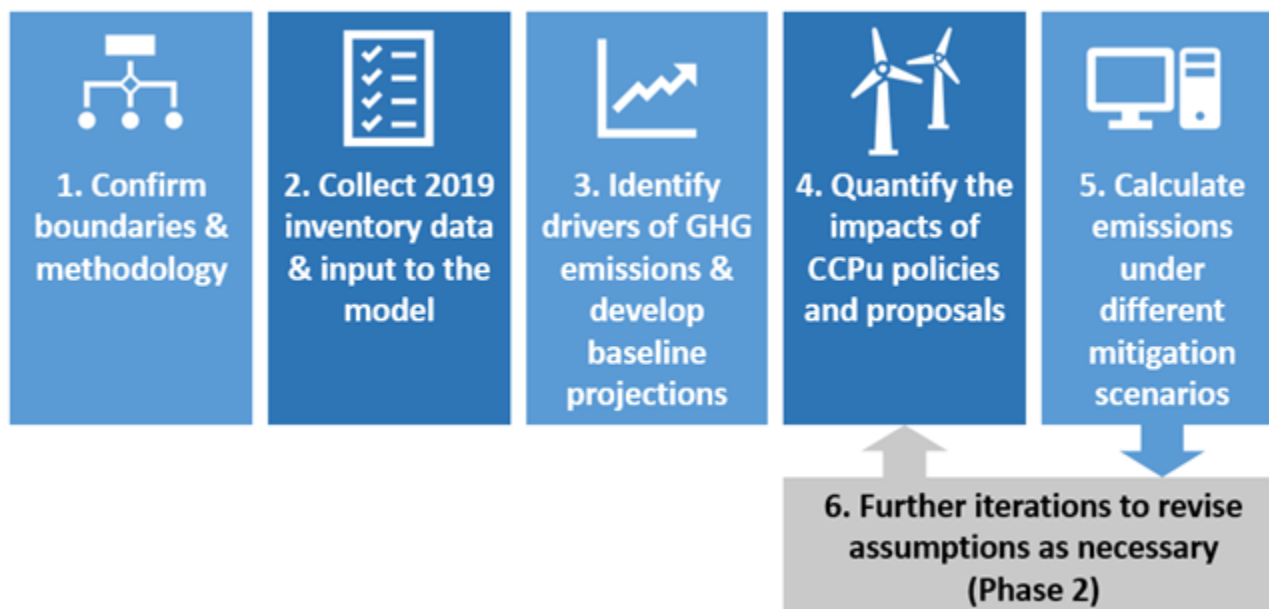 1. Confirm
boundaries &
methodology
2. Collect 2019
inventory data
& input to the
model
3. Identify
drivers of GHG
emissions &
develop
baseline
projections
4. Quantify the
impacts of
CCPu policies
and proposals
5. Calculate
emissions
under
different
mitigation
scenarios
6. Further iterations to revise
assumptions as necessary
(Phase 2)